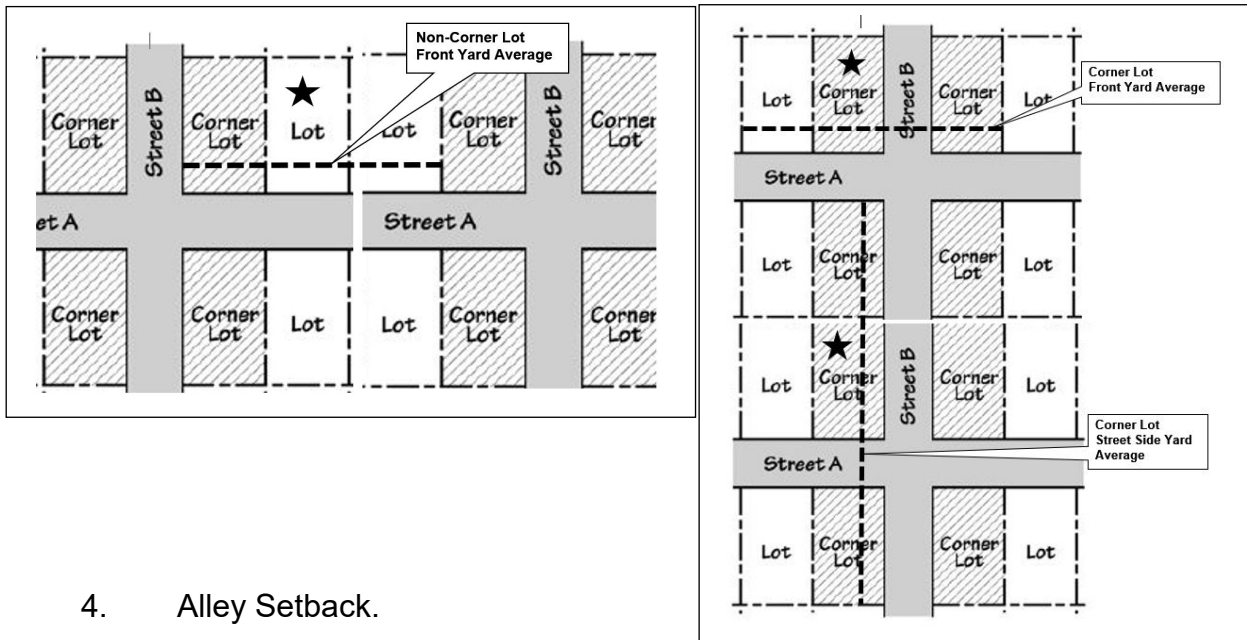 Non-Corner Lot
Front Yard Average
Street B
Street B
Corner
Lot
Corner
Lot
Lot
Lot
Corner
Lot
Corner
Lot
et A
Street A
Corner
Lot
Corner
Lot
Lot
Lot
Corner
Lot
Corner
Lot
Corner Lot
Front Yard Average
Lot
Corner
Lot
Street B
Corner
Lot
Lot
Street A
Lot
Corner
Lot
Corner
Lot
Lot
Lot
Corner
Lot
Street B
Corner
Lot
Lot
Corner Lot
Street Side Yard
Average
Street A
Lot
Corner
Lot
Corner
Lot
Lot
4. Alley Setback.